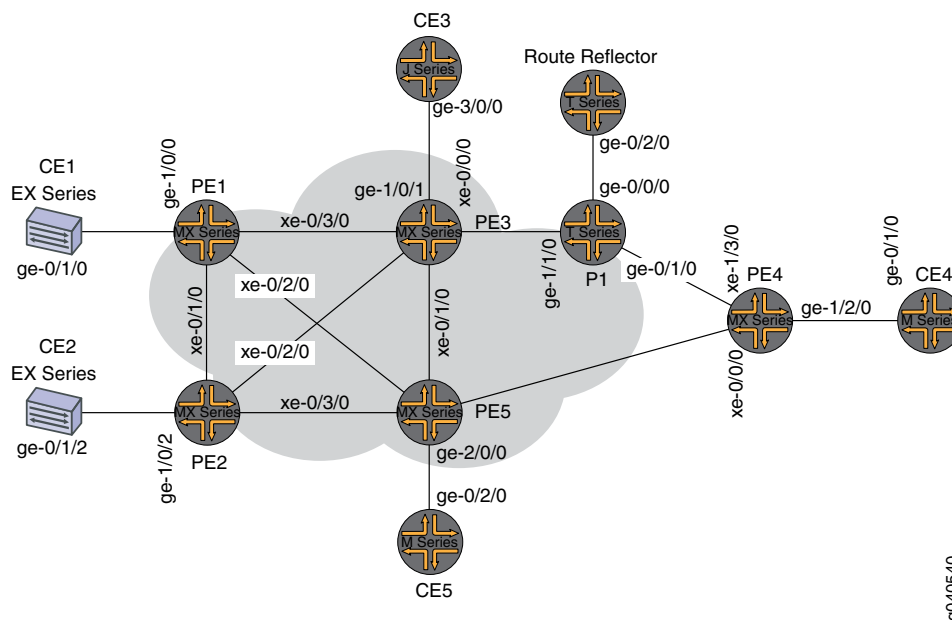 CE3
J Series
ge-3/0/0
Route Reflector
T Series
ge-0/2/0
CE1
EX Series
ge-0/1/0
ge-1/0/0
PE1
MX Series
xe-0/3/0
ge-1/0/1
xe-0/0/0
MX Series
PE3
ge-0/0/0
T Series
ge-1/1/0
P1
ge-0/1/0
xe-1/3/0
PE4
MX Series
xe-0/0/0
ge-1/2/0
ge-0/1/0
CE4
M Series
xe-0/2/0
xe-0/1/0
xe-0/2/0
xe-0/1/0
CE2
EX Series
ge-0/1/2
ge-1/0/2
MX Series
PE2
xe-0/3/0
MX Series
PE5
ge-2/0/0
ge-0/2/0
M Series
CE5
g040540